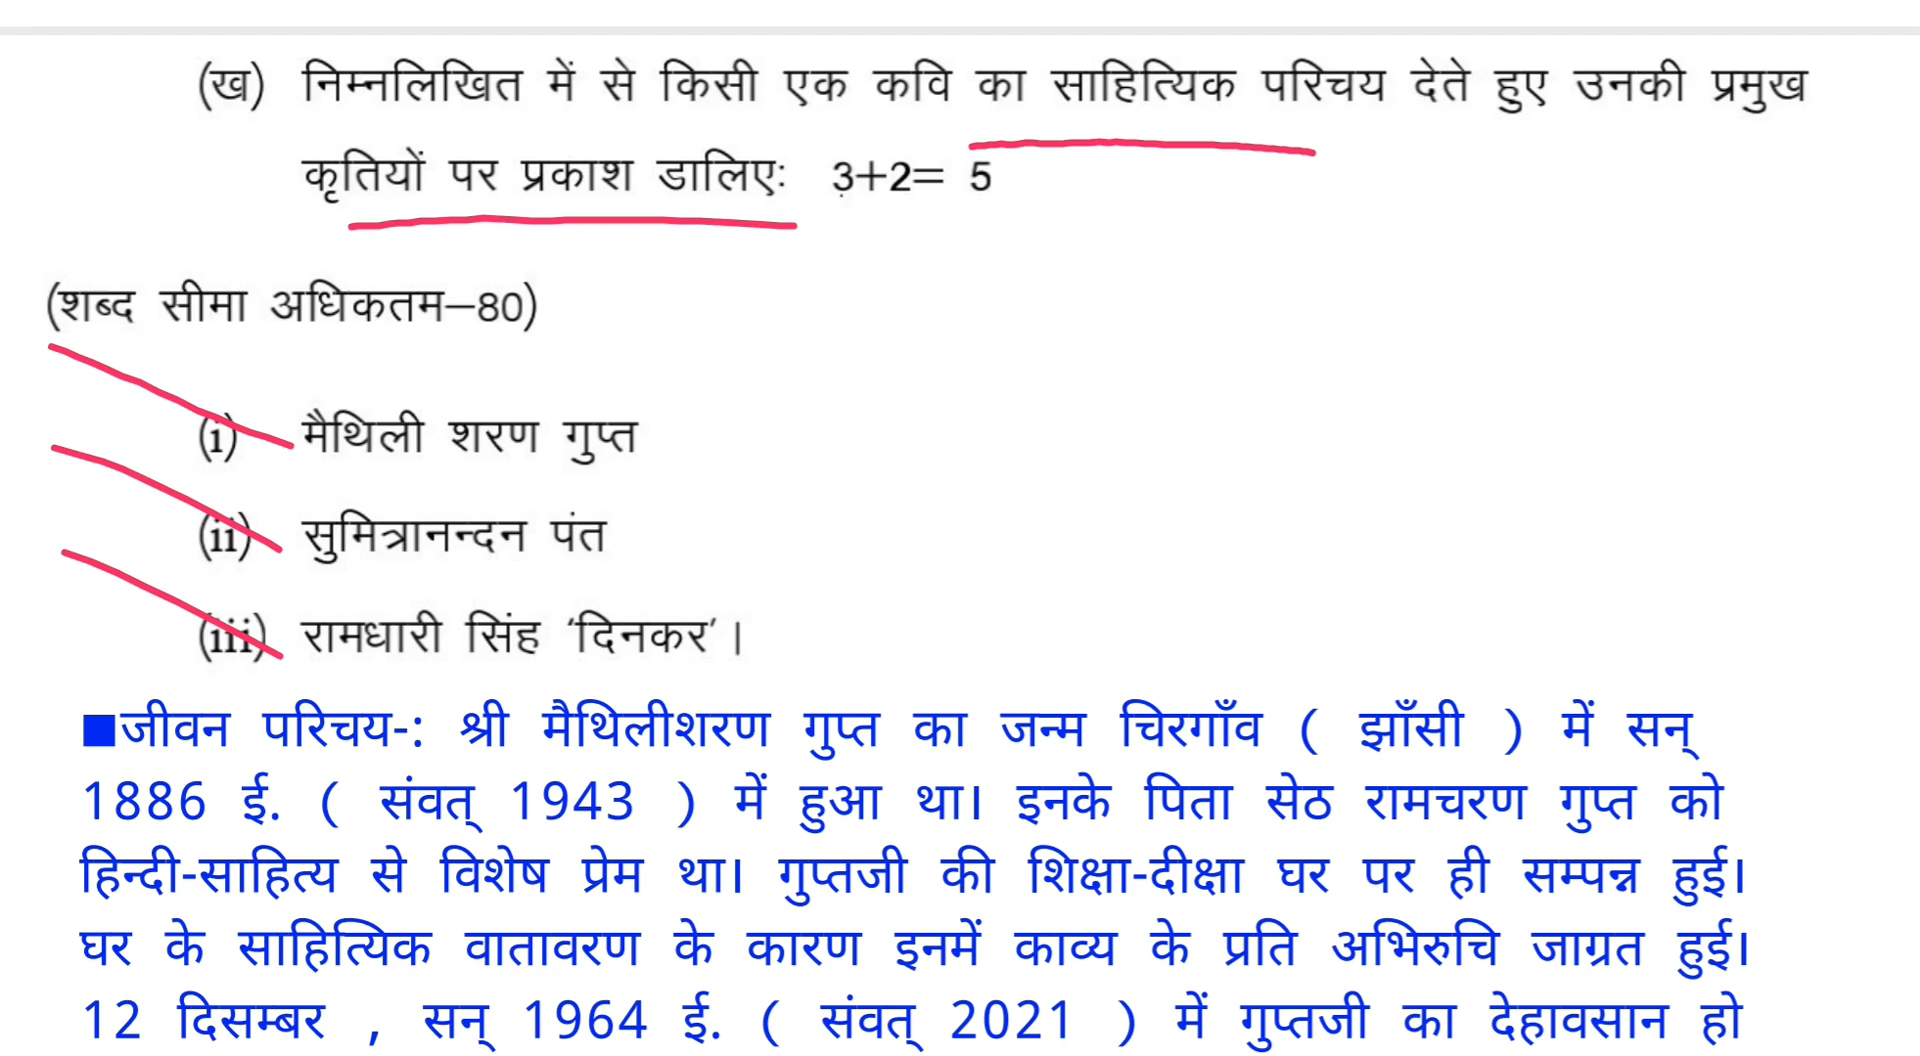 (ख) निम्नलिखित में से किसी एक कवि का साहित्यिक परिचय देते हुए उनकी प्रमुख
कृतियों पर प्रकाश डालिएः 3+2= 5
(शब्द सीमा अधिकतम–80)
(i) मैथिली शरण गुप्त
(ii) सुमित्रानन्दन पंत
(iii) रामधारी सिंह ‘दिनकर’।
■जीवन परिचय-: श्री मैथिलीशरण गुप्त का जन्म चिरगाँव ( झाँसी ) में सन्
1886 ई. ( संवत् 1943 ) में हुआ था। इनके पिता सेठ रामचरण गुप्त को
हिन्दी-साहित्य से विशेष प्रेम था। गुप्तजी की शिक्षा-दीक्षा घर पर ही सम्पन्न हुई।
घर के साहित्यिक वातावरण के कारण इनमें काव्य के प्रति अभिरुचि जाग्रत हुई।
12 दिसम्बर , सन् 1964 ई. ( संवत् 2021 ) में गुप्तजी का देहावसान हो